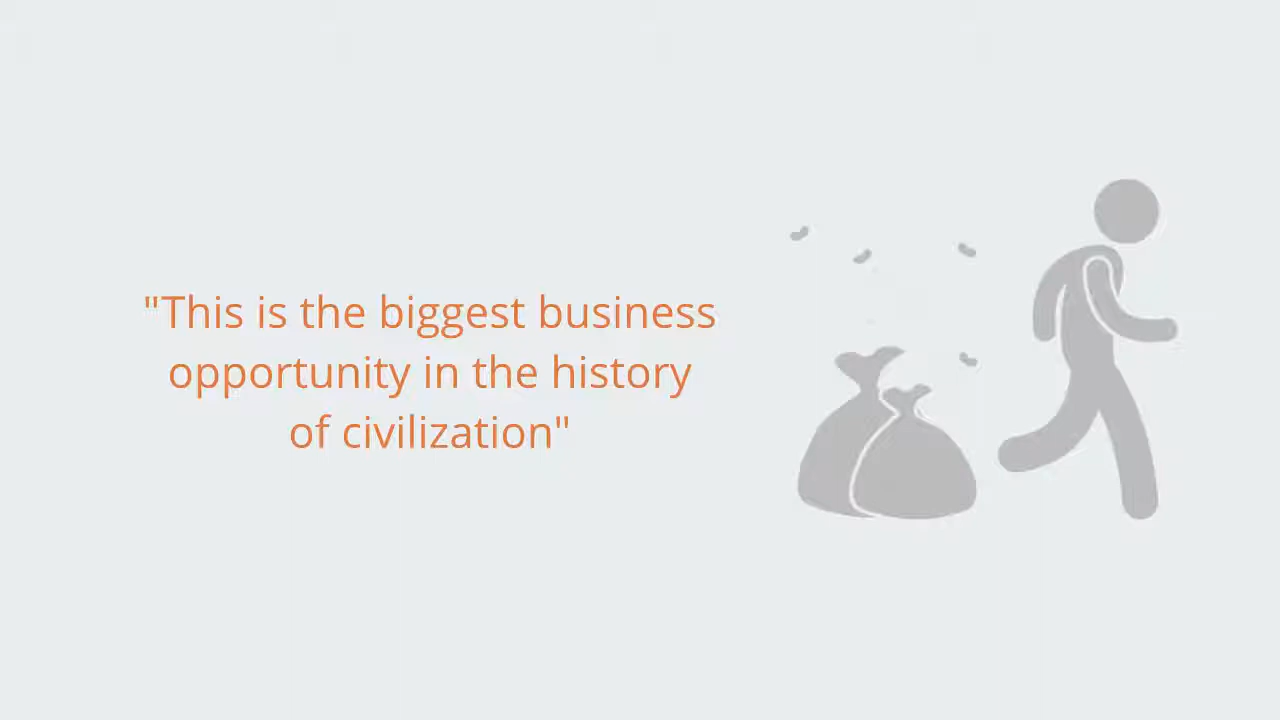 "This is the biggest business
opportunity in the history
of civilization"